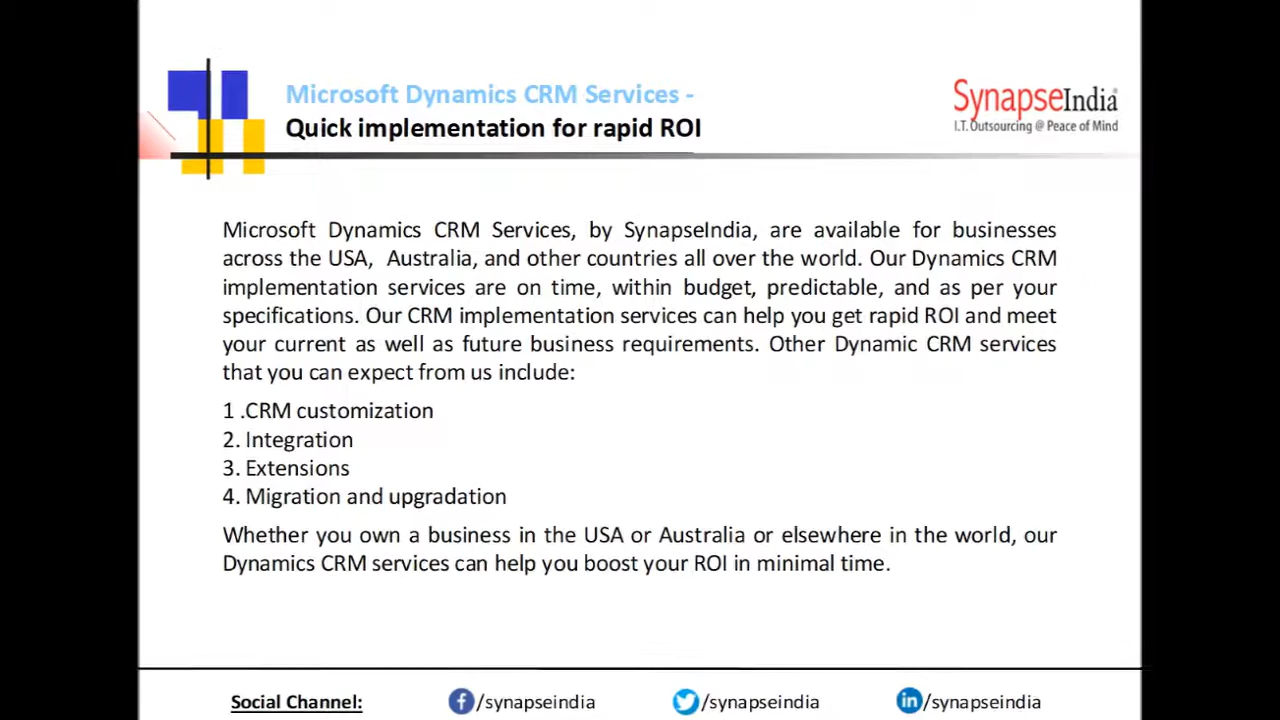 Microsoft Dynamics CRM Services -
Quick implementation for rapid ROI
SynapseIndia
I.T. Outsourcing @ Peace of Mind
Microsoft Dynamics CRM Services, by SynapseIndia, are available for businesses
across the USA, Australia, and other countries all over the world. Our Dynamics CRM
implementation services are on time, within budget, predictable, and as per your
specifications. Our CRM implementation services can help you get rapid ROI and meet
your current as well as future business requirements. Other Dynamic CRM services
that you can expect from us include:
1 .CRM customization
2. Integration
3. Extensions
4. Migration and upgradation
Whether you own a business in the USA or Australia or elsewhere in the world, our
Dynamics CRM services can help you boost your ROI in minimal time.
Social Channel: /synapseindia /synapseindia /synapseindia